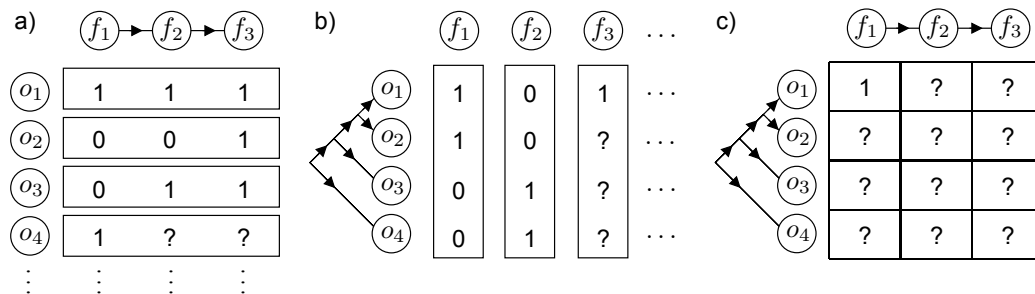 a) f₁ f₂ f₃ b) f₁ f₂ f₃ ... c) f₁ f₂ f₃
o₁ 1 1 1 o₁ 1 0 1 ... o₁ 1 ? ?
o₂ 0 0 1 o₂ 1 0 ? ... o₂ ? ? ?
o₃ 0 1 1 o₃ 0 1 ? ... o₃ ? ? ?
o₄ 1 ? ? o₄ 0 1 ? ... o₄ ? ? ?
⋮ ⋮ ⋮ ⋮